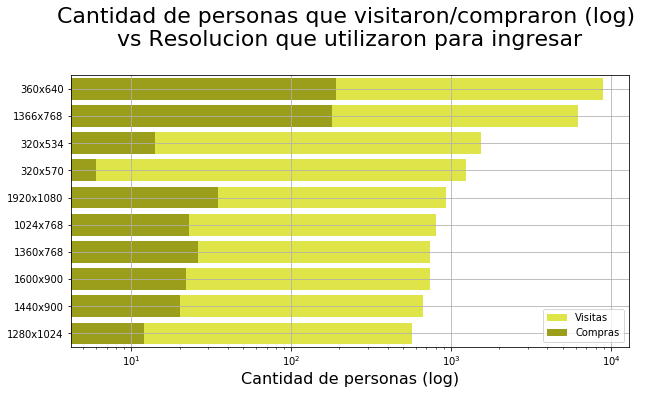 Cantidad de personas que visitaron/compraron (log)
vs Resolucion que utilizaron para ingresar
360x640
1366x768
320x534
320x570
1920x1080
1024x768
1360x768
1600x900
1440x900
1280x1024
Visitas
Compras
10¹ 10² 10³ 10⁴
Cantidad de personas (log)